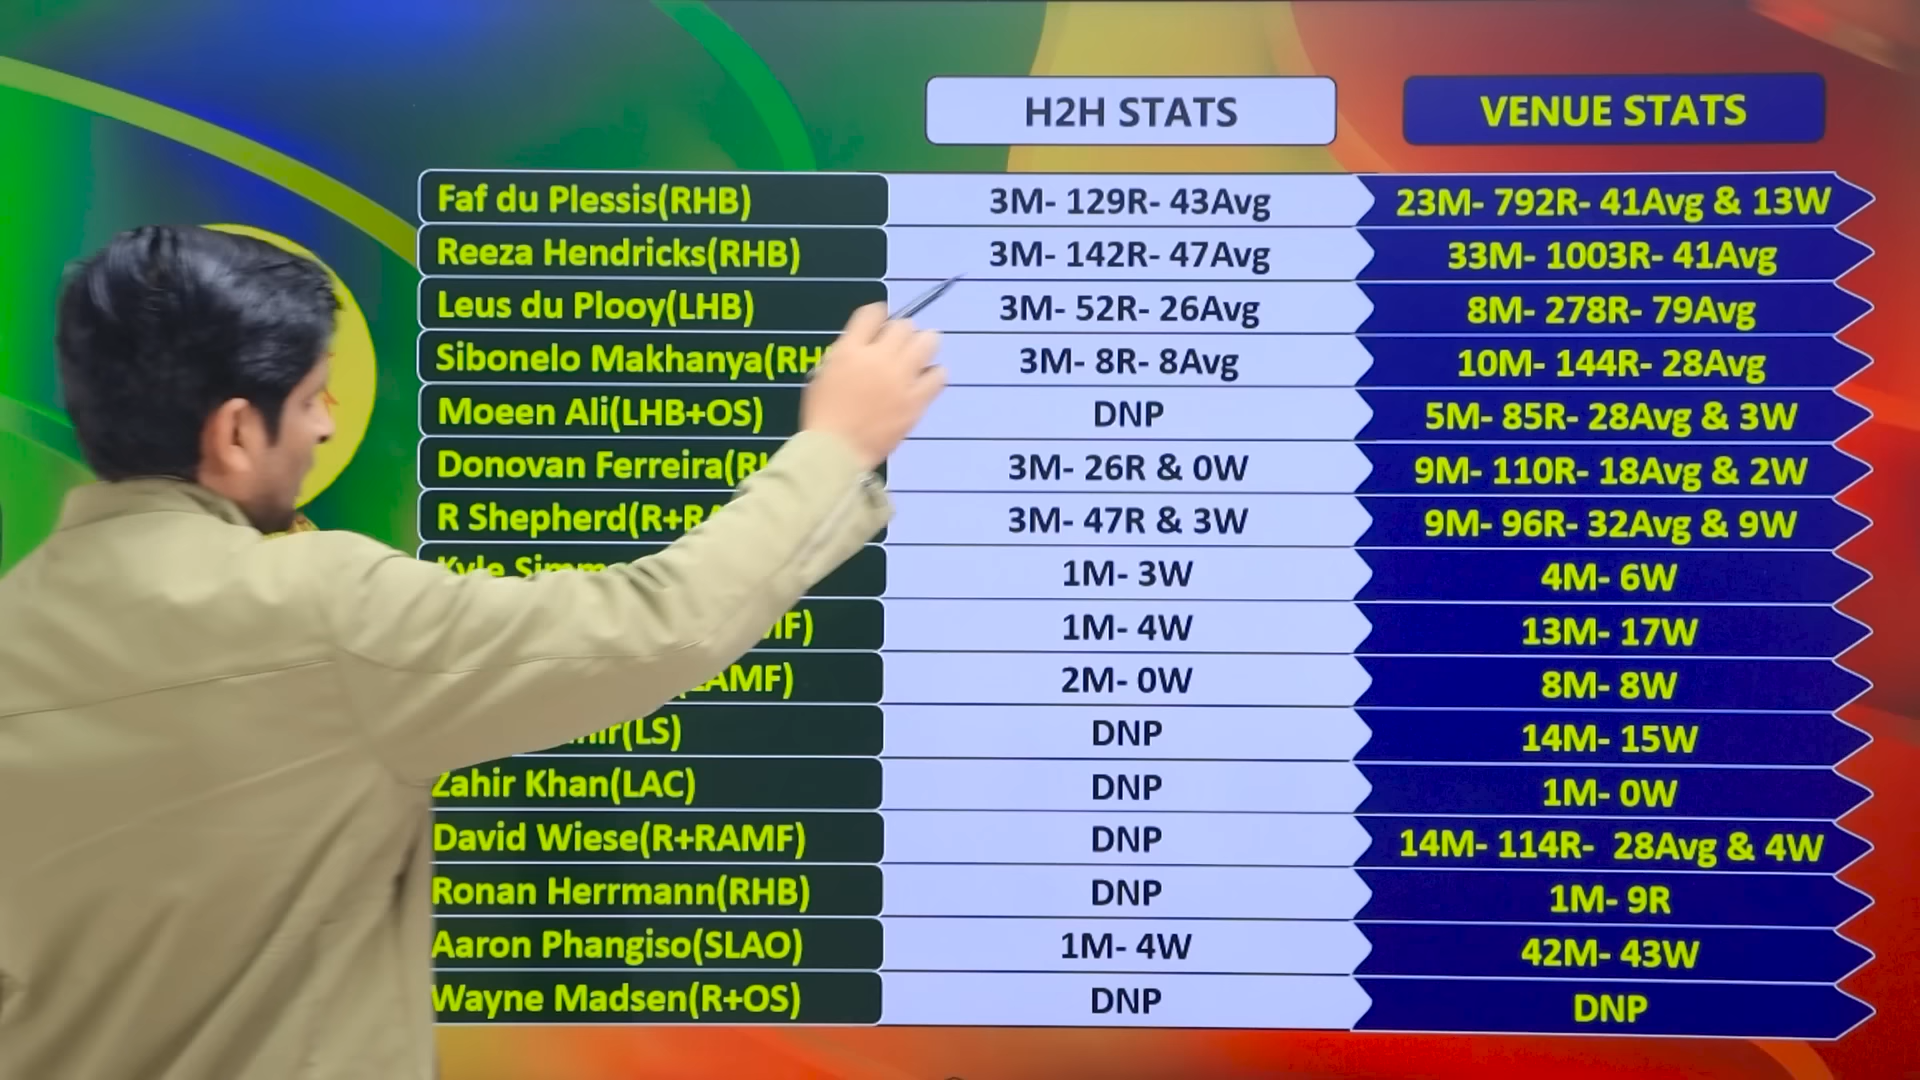 H2H STATS VENUE STATS
Faf du Plessis(RHB) 3M- 129R- 43Avg 23M- 792R- 41Avg & 13W
Reeza Hendricks(RHB) 3M- 142R- 47Avg 33M- 1003R- 41Avg
Leus du Plooy(LHB) 3M- 52R- 26Avg 8M- 278R- 79Avg
Sibonelo Makhanya(RH 3M- 8R- 8Avg 10M- 144R- 28Avg
Moeen Ali(LHB+OS) DNP 5M- 85R- 28Avg & 3W
Donovan Ferreira( 3M- 26R & 0W 9M- 110R- 18Avg & 2W
R Shepherd(R+R 3M- 47R & 3W 9M- 96R- 32Avg & 9W
Kyle 1M- 3W 4M- 6W
MF) 1M- 4W 13M- 17W
AMF) 2M- 0W 8M- 8W
ir(LS) DNP 14M- 15W
Zahir Khan(LAC) DNP 1M- 0W
David Wiese(R+RAMF) DNP 14M- 114R- 28Avg & 4W
Ronan Herrmann(RHB) DNP 1M- 9R
Aaron Phangiso(SLAO) 1M- 4W 42M- 43W
Wayne Madsen(R+OS) DNP DNP